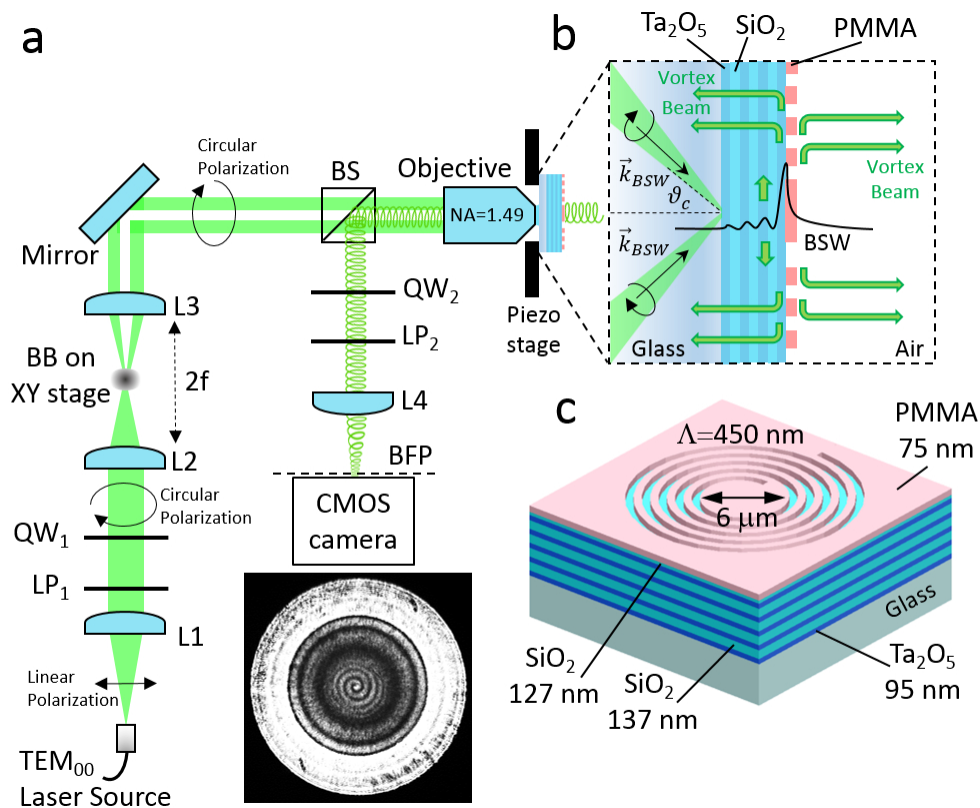 a
Circular
Polarization
BS
Objective
NA=1.49
Mirror
QW₂
LP₂
Piezo
stage
L3
BB on
XY stage
2f
L4
L2
BFP
Circular
Polarization
CMOS
camera
QW₁
LP₁
L1
Linear
Polarization
TEM₀₀
Laser Source
b
Ta₂O₅
SiO₂
PMMA
Vortex
Beam
k⃗_BSW
ϑ_c
Vortex
Beam
k⃗_BSW
BSW
Glass
Air
c
Λ=450 nm
PMMA
75 nm
6 μm
Glass
SiO₂
127 nm
SiO₂
137 nm
Ta₂O₅
95 nm